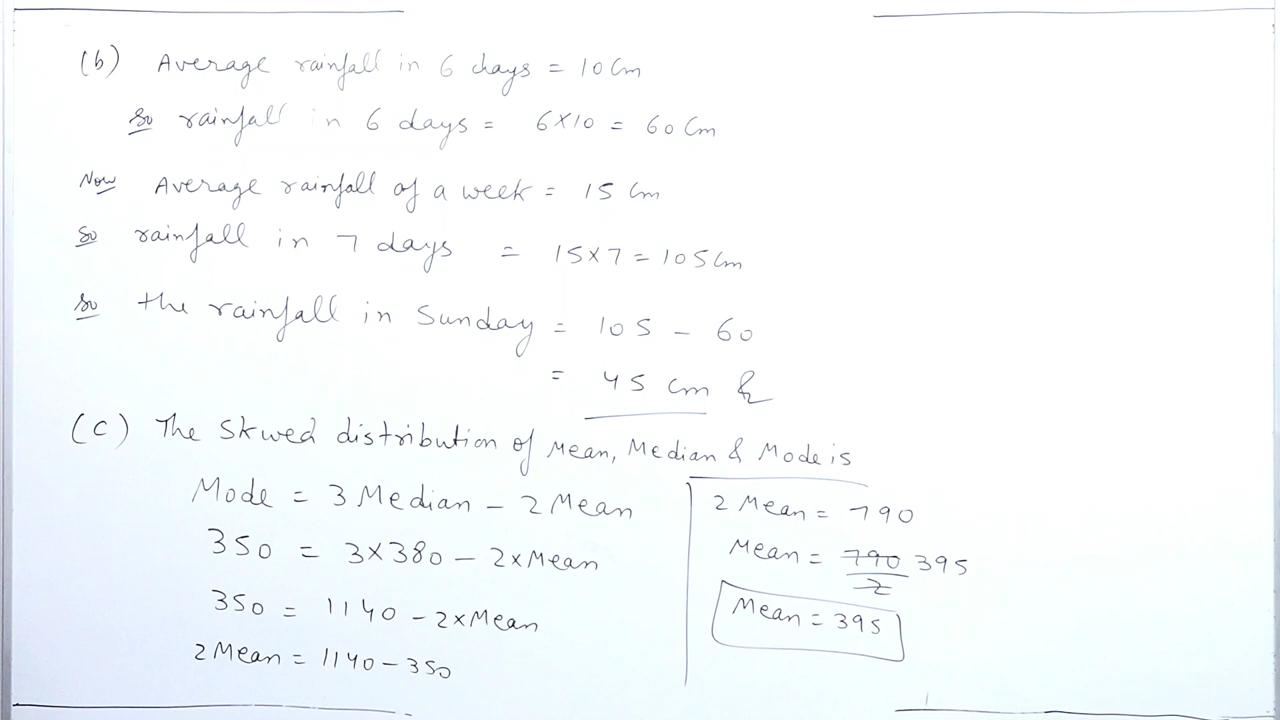 (b) Average rainfall in 6 days = 10 Cm
So rainfall in 6 days = 6×10 = 60 Cm
Now Average rainfall of a week = 15 Cm
So rainfall in 7 days = 15×7 = 105 Cm
So the rainfall in Sunday = 105 - 60
= 45 cm
(C) The Skwed distribution of Mean, Median & Mode is
Mode = 3 Median - 2 Mean
350 = 3×380 - 2×Mean
350 = 1140 - 2×Mean
2 Mean = 1140 - 350
2 Mean = 790
Mean = 790/2 395
Mean = 395